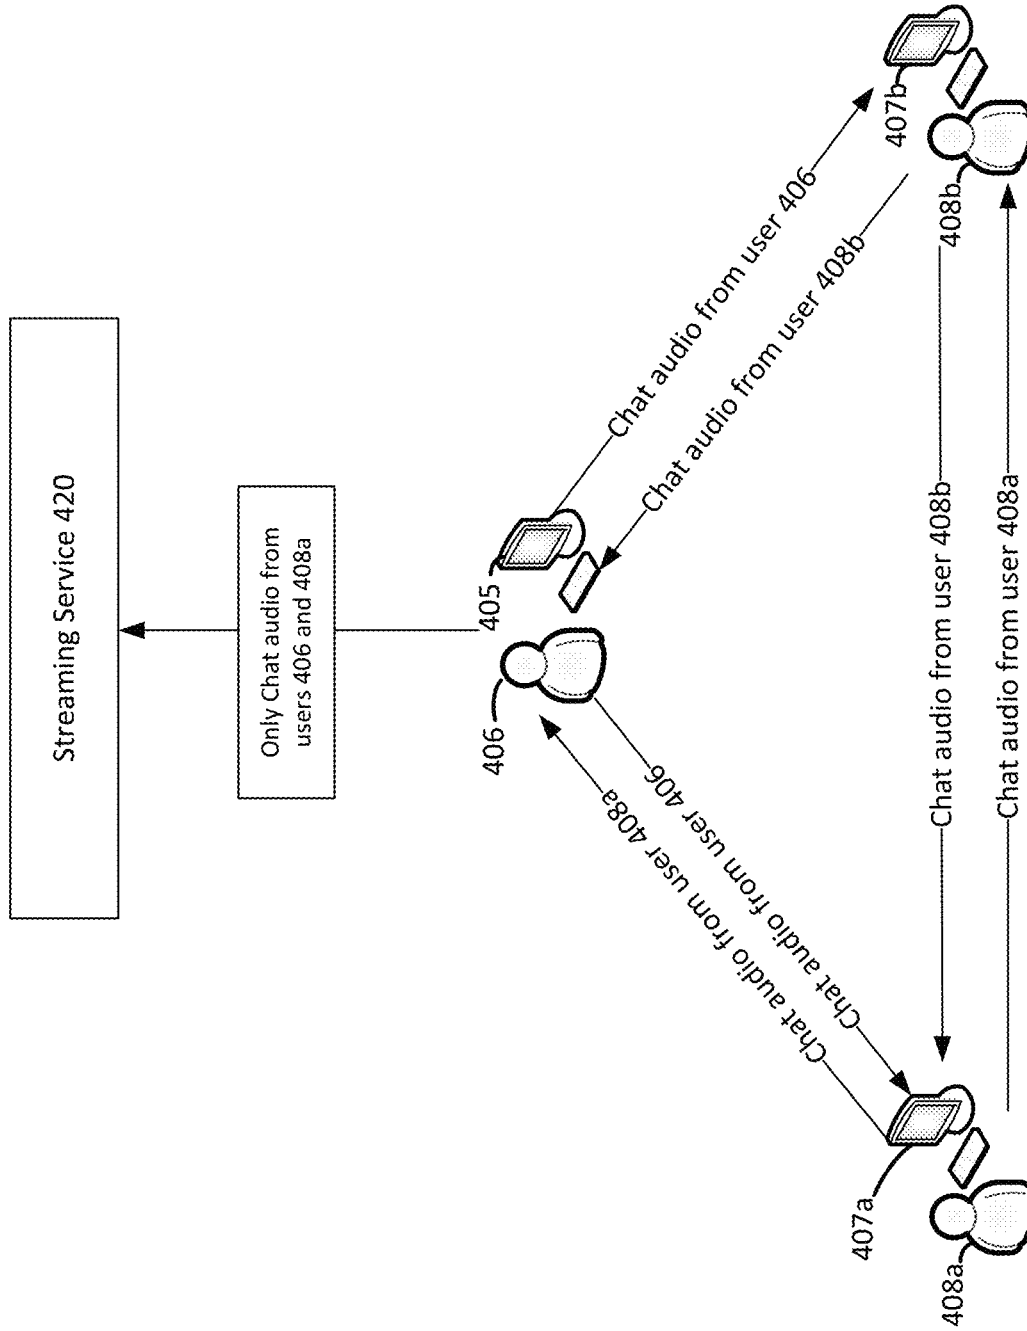 Streaming Service 420
Only Chat audio from
users 406 and 408a
405
406
Chat audio from user 406
Chat audio from user 408b
Chat audio from user 408a
Chat audio from user 406
407b
408b
Chat audio from user 408b
Chat audio from user 408a
407a
408a